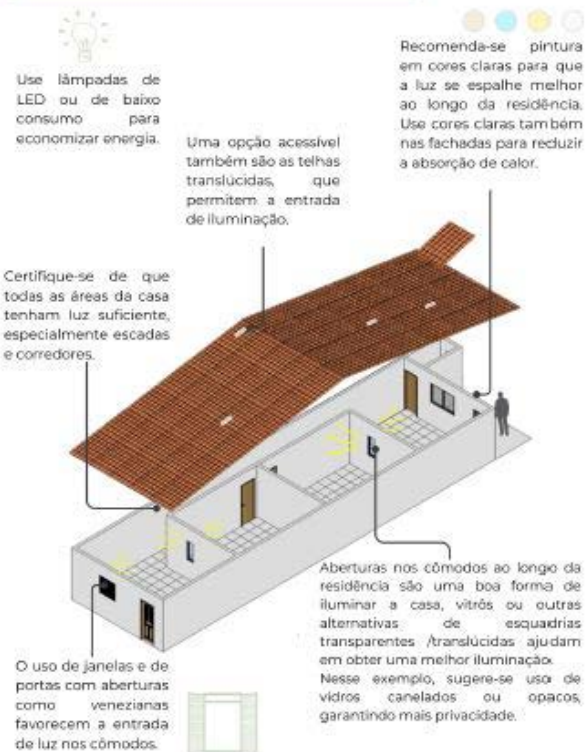 Use lâmpadas de
LED ou de baixo
consumo para
economizar energia.
Recomenda-se pintura
em cores claras para que
a luz se espalhe melhor
ao longo da residência.
Use cores claras também
nas fachadas para reduzir
a absorção de calor.
Uma opção acessível
também são as telhas
translúcidas, que
permitem a entrada
de iluminação.
Certifique-se de que
todas as áreas da casa
tenham luz suficiente,
especialmente escadas
e corredores.
Aberturas nos cômodos ao longo da
residência são uma boa forma de
iluminar a casa, vitrôs ou outras
alternativas de esquadrias
transparentes /translúcidas ajudam
em obter uma melhor iluminação.
Nesse exemplo, sugere-se uso de
vidros canelados ou opacos,
garantindo mais privacidade.
O uso de janelas e de
portas com aberturas
como venezianas
favorecem a entrada
de luz nos cômodos.